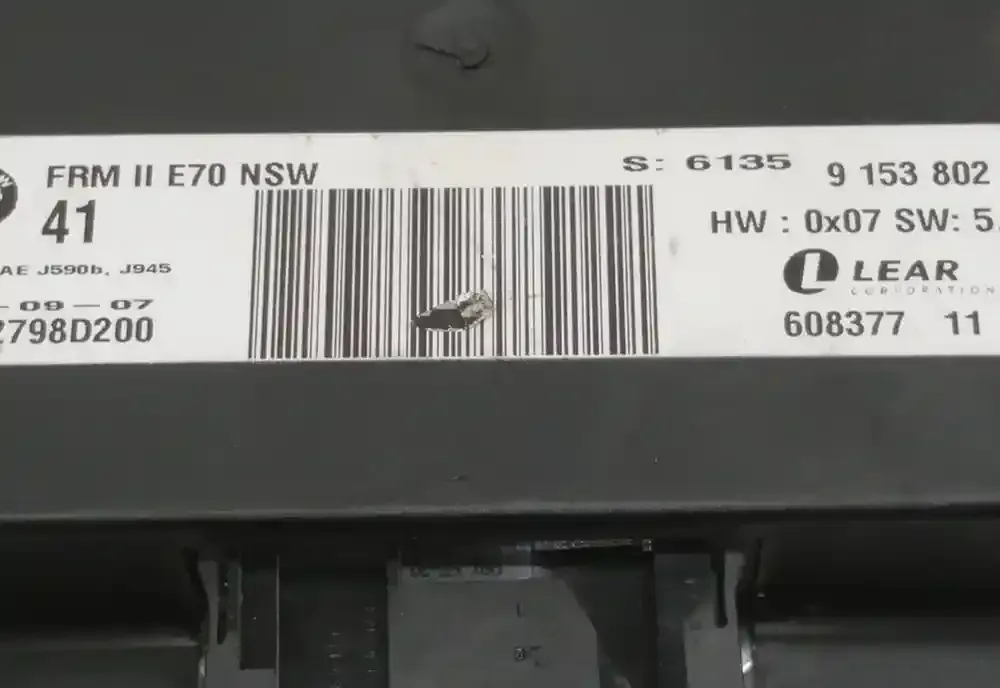 FRM II E70 NSW
S: 6135
9 153 802
41
HW : 0x07 SW: 5.
AE J590b, J945
LEAR
CORPORATION
- 09 - 07
2798D200
608377 11